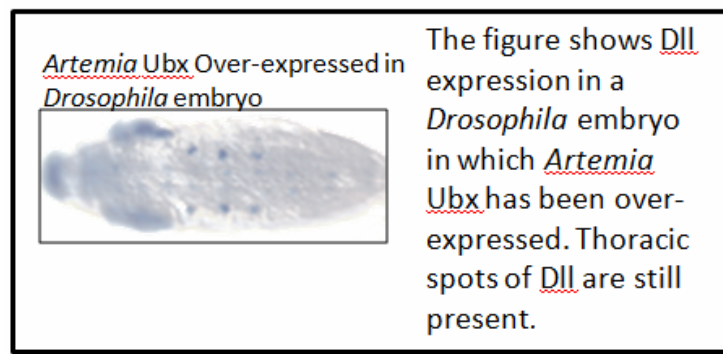 Artemia Ubx Over-expressed in
Drosophila embryo
The figure shows Dll
expression in a
Drosophila embryo
in which Artemia
Ubx has been over-
expressed. Thoracic
spots of Dll are still
present.